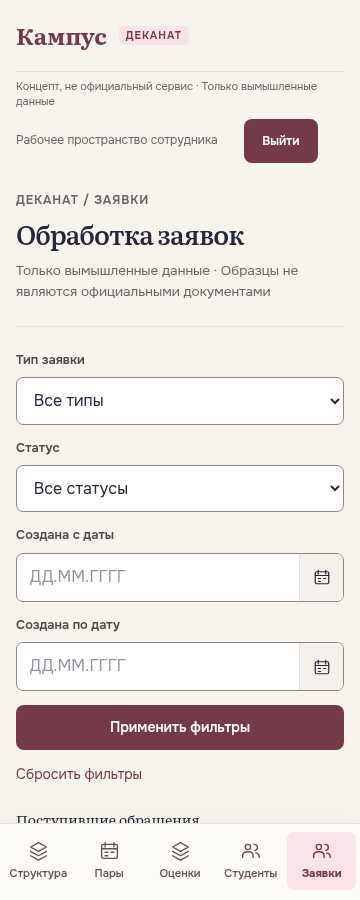 Кампус ДЕКАНАТ
Концепт, не официальный сервис · Только вымышленные
данные
Рабочее пространство сотрудника Выйти
ДЕКАНАТ / ЗАЯВКИ
Обработка заявок
Только вымышленные данные · Образцы не
являются официальными документами
Тип заявки
Все типы
Статус
Все статусы
Создана с даты
ДД.ММ.ГГГГ
Создана по дату
ДД.ММ.ГГГГ
Применить фильтры
Сбросить фильтры
Поступившие обращения
Структура Пары Оценки Студенты Заявки